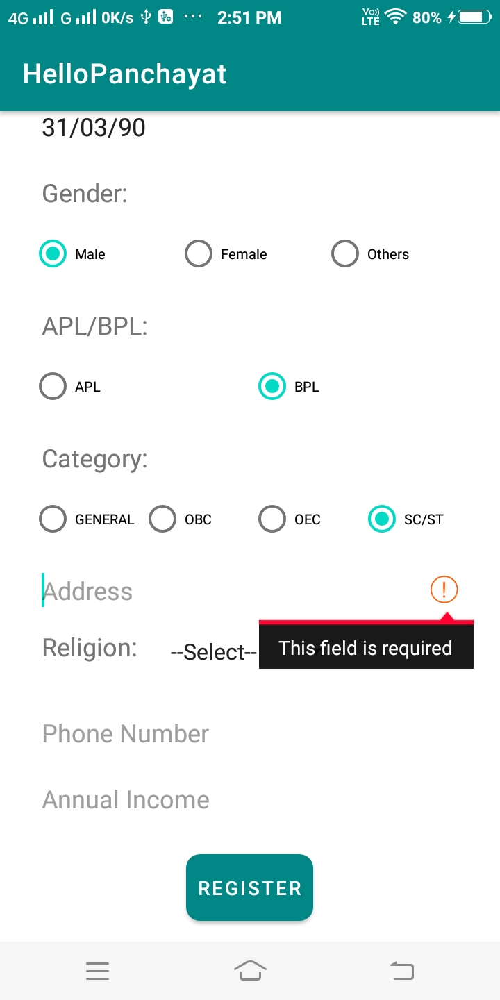 4G G 0K/s ... 2:51 PM Vo)) LTE 80%
HelloPanchayat
31/03/90
Gender:
Male Female Others
APL/BPL:
APL BPL
Category:
GENERAL OBC OEC SC/ST
Address
Religion: --Select-- This field is required
Phone Number
Annual Income
REGISTER